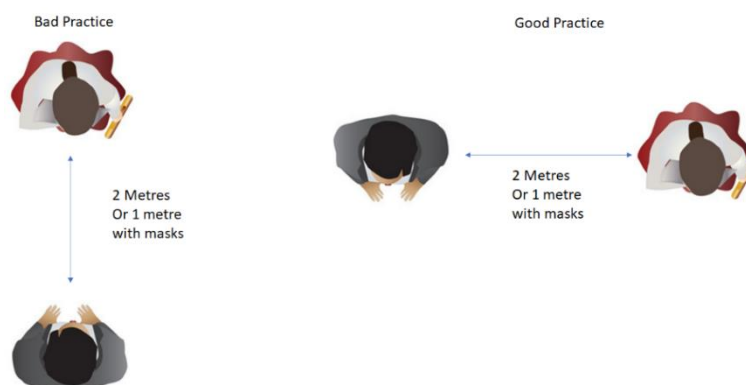 Bad Practice
Good Practice
2 Metres
Or 1 metre
with masks
2 Metres
Or 1 metre
with masks